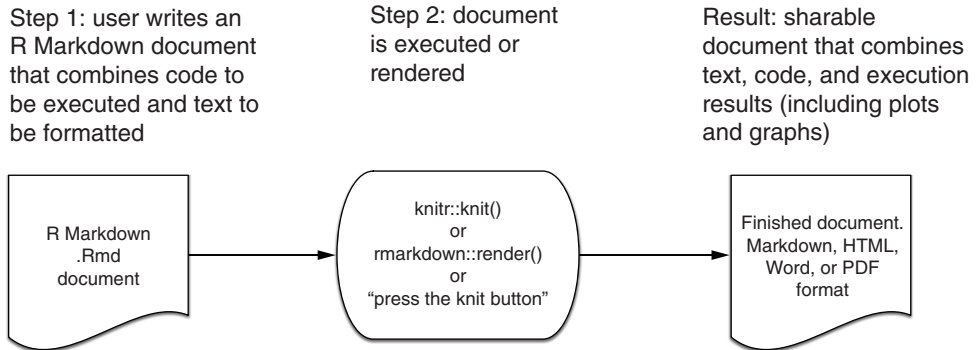 Step 1: user writes an
R Markdown document
that combines code to
be executed and text to
be formatted
Step 2: document
is executed or
rendered
Result: sharable
document that combines
text, code, and execution
results (including plots
and graphs)
R Markdown
.Rmd
document
knitr::knit()
or
rmarkdown::render()
or
“press the knit button”
Finished document.
Markdown, HTML,
Word, or PDF
format